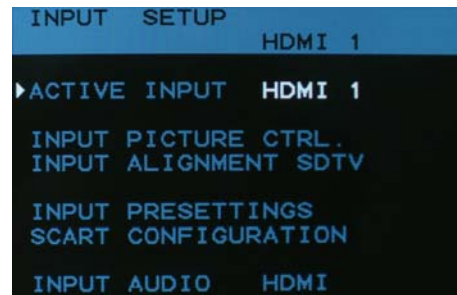 INPUT SETUP
HDMI 1
▶ACTIVE INPUT HDMI 1
INPUT PICTURE CTRL.
INPUT ALIGNMENT SDTV
INPUT PRESETTINGS
SCART CONFIGURATION
INPUT AUDIO HDMI